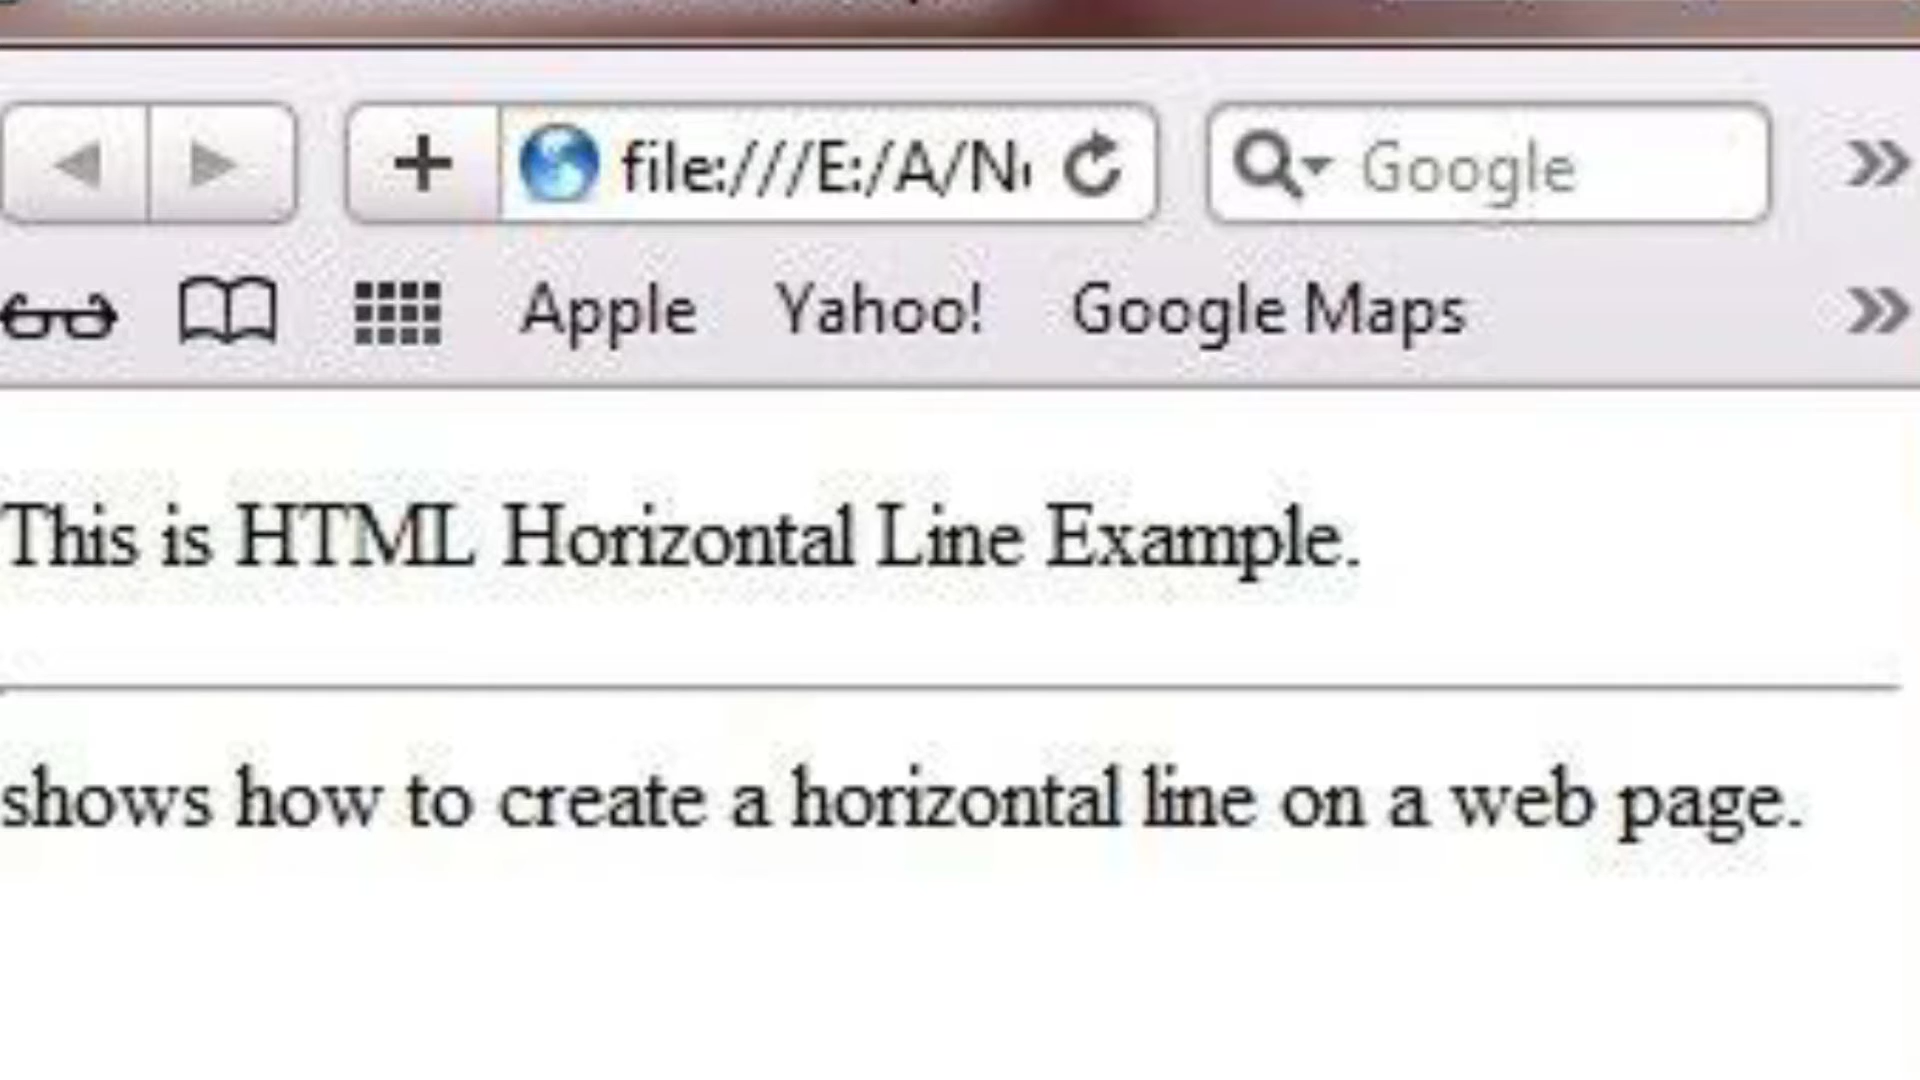 file:///E:/A/N
Google
Apple Yahoo! Google Maps
This is HTML Horizontal Line Example.
shows how to create a horizontal line on a web page.